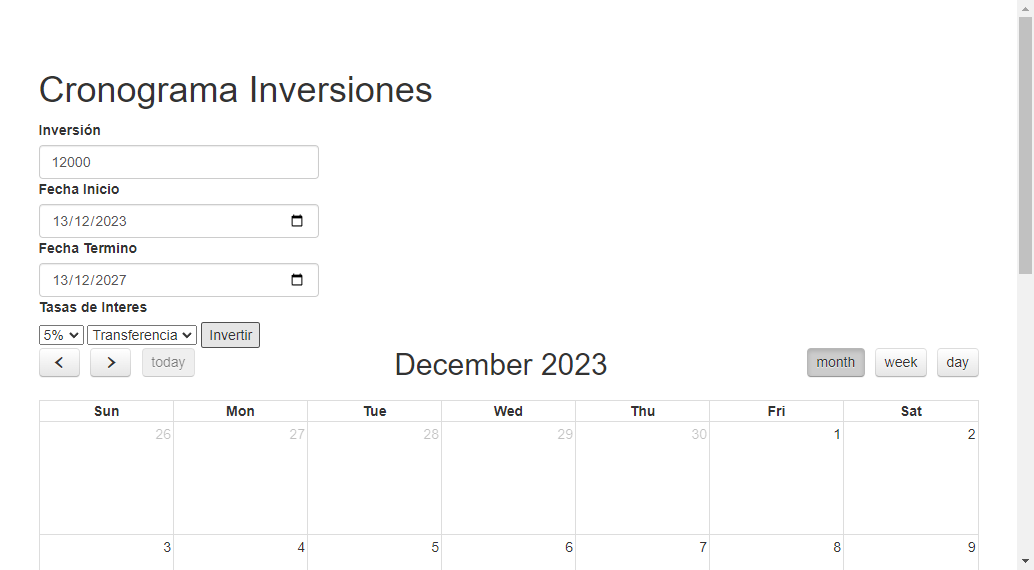 Cronograma Inversiones
Inversión
12000
Fecha Inicio
13/12/2023
Fecha Termino
13/12/2027
Tasas de Interes
5% Transferencia Invertir
today December 2023 month week day
Sun Mon Tue Wed Thu Fri Sat
26 27 28 29 30 1 2
3 4 5 6 7 8 9